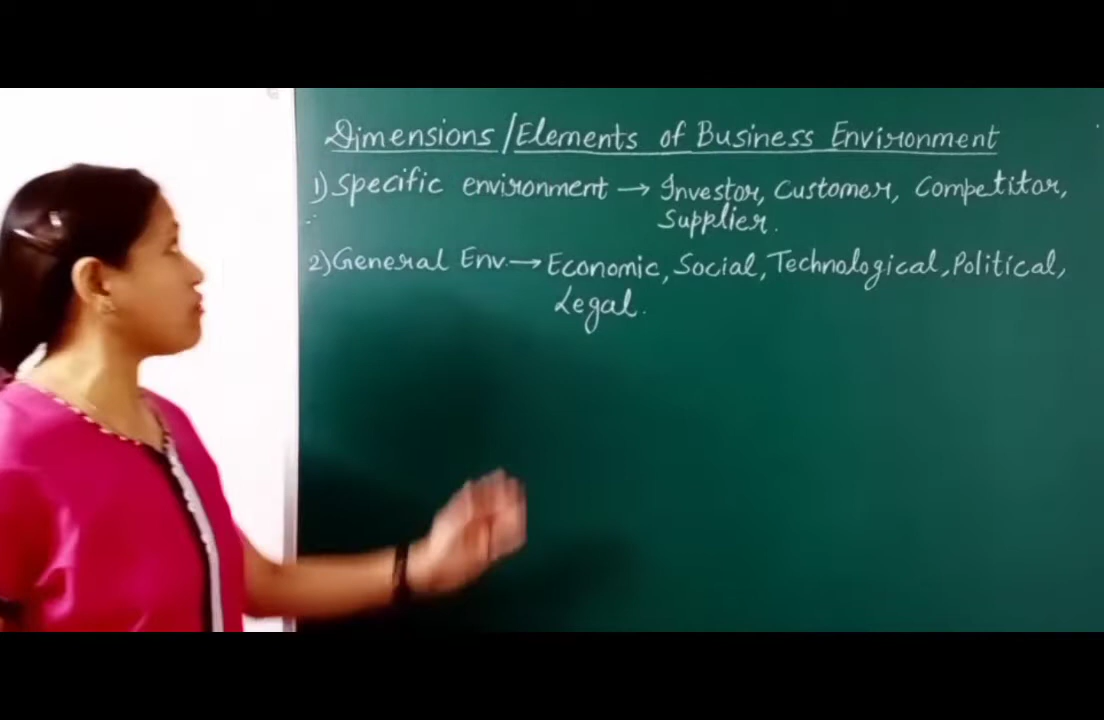 Dimensions/Elements of Business Environment
1) Specific environment → Investor, Customer, Competitor,
Supplier.
2) General Env. → Economic, Social, Technological, Political,
Legal.